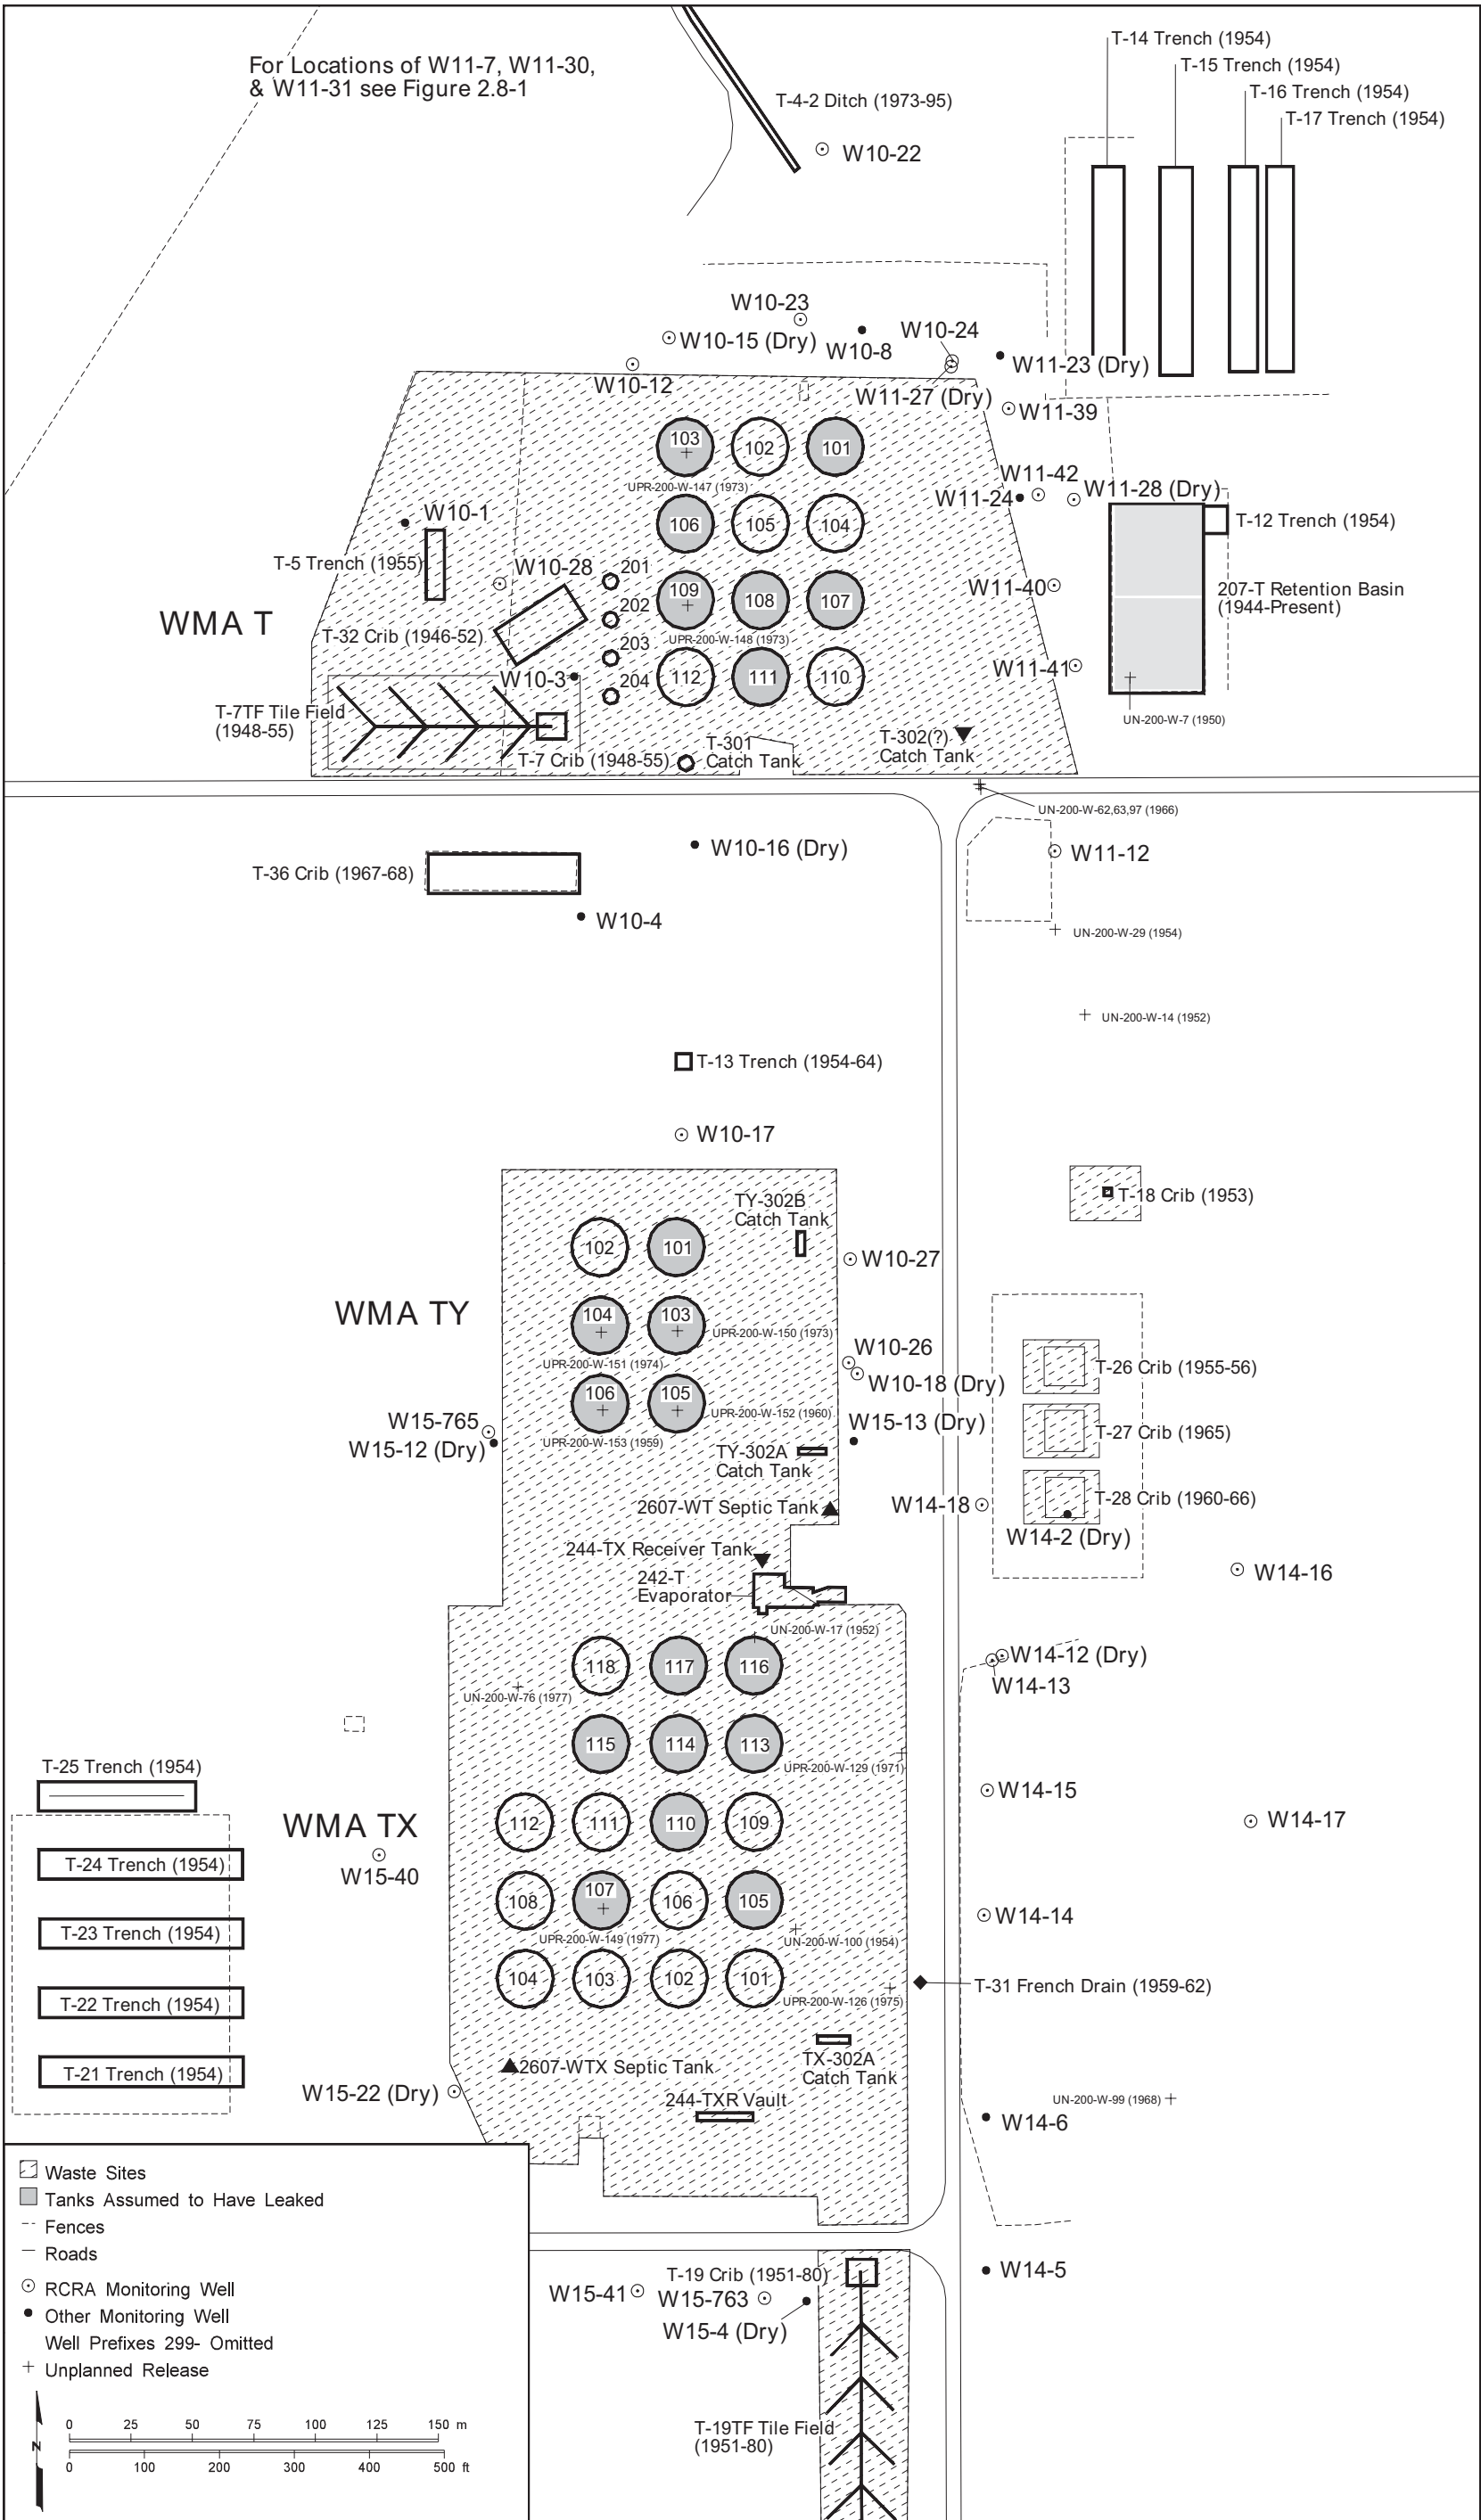 For Locations of W11-7, W11-30,
& W11-31 see Figure 2.8-1
T-4-2 Ditch (1973-95)
W10-22
T-14 Trench (1954)
T-15 Trench (1954)
T-16 Trench (1954)
T-17 Trench (1954)
W10-23
W10-15 (Dry)
W10-8
W10-24
W11-23 (Dry)
W10-12
W11-27 (Dry)
W11-39
103
102
101
UPR-200-W-147 (1973)
W11-42
W11-24
W11-28 (Dry)
W10-1
106
105
104
T-12 Trench (1954)
T-5 Trench (1955)
W10-28
201
109
108
107
W11-40
207-T Retention Basin
(1944-Present)
202
WMA T
T-32 Crib (1946-52)
UPR-200-W-148 (1973)
203
W10-3
204
112
111
110
W11-41
T-7TF Tile Field
(1948-55)
UN-200-W-7 (1950)
T-7 Crib (1948-55)
T-301
Catch Tank
T-302(?)
Catch Tank
UN-200-W-62,63,97 (1966)
W10-16 (Dry)
W11-12
T-36 Crib (1967-68)
W10-4
UN-200-W-29 (1954)
UN-200-W-14 (1952)
T-13 Trench (1954-64)
W10-17
T-18 Crib (1953)
TY-302B
Catch Tank
102
101
W10-27
WMA TY
104
103
UPR-200-W-150 (1973)
UPR-200-W-151 (1974)
W10-26
W10-18 (Dry)
T-26 Crib (1955-56)
106
105
UPR-200-W-152 (1960)
W15-765
W15-12 (Dry)
UPR-200-W-153 (1959)
W15-13 (Dry)
T-27 Crib (1965)
TY-302A
Catch Tank
2607-WT Septic Tank
W14-18
T-28 Crib (1960-66)
W14-2 (Dry)
244-TX Receiver Tank
242-T
Evaporator
W14-16
UN-200-W-17 (1952)
118
117
116
W14-12 (Dry)
W14-13
UN-200-W-76 (1977)
115
114
113
UPR-200-W-129 (1971)
T-25 Trench (1954)
W14-15
WMA TX
112
111
110
109
W14-17
W15-40
T-24 Trench (1954)
108
107
106
105
W14-14
T-23 Trench (1954)
UPR-200-W-149 (1977)
UN-200-W-100 (1954)
104
103
102
101
T-31 French Drain (1959-62)
UPR-200-W-126 (1975)
T-22 Trench (1954)
T-21 Trench (1954)
2607-WTX Septic Tank
TX-302A
Catch Tank
W15-22 (Dry)
244-TXR Vault
UN-200-W-99 (1968)
W14-6
Waste Sites
Tanks Assumed to Have Leaked
Fences
Roads
RCRA Monitoring Well
Other Monitoring Well
Well Prefixes 299- Omitted
Unplanned Release
T-19 Crib (1951-80)
W14-5
W15-41
W15-763
W15-4 (Dry)
T-19TF Tile Field
(1951-80)
N
0 25 50 75 100 125 150 m
0 100 200 300 400 500 ft